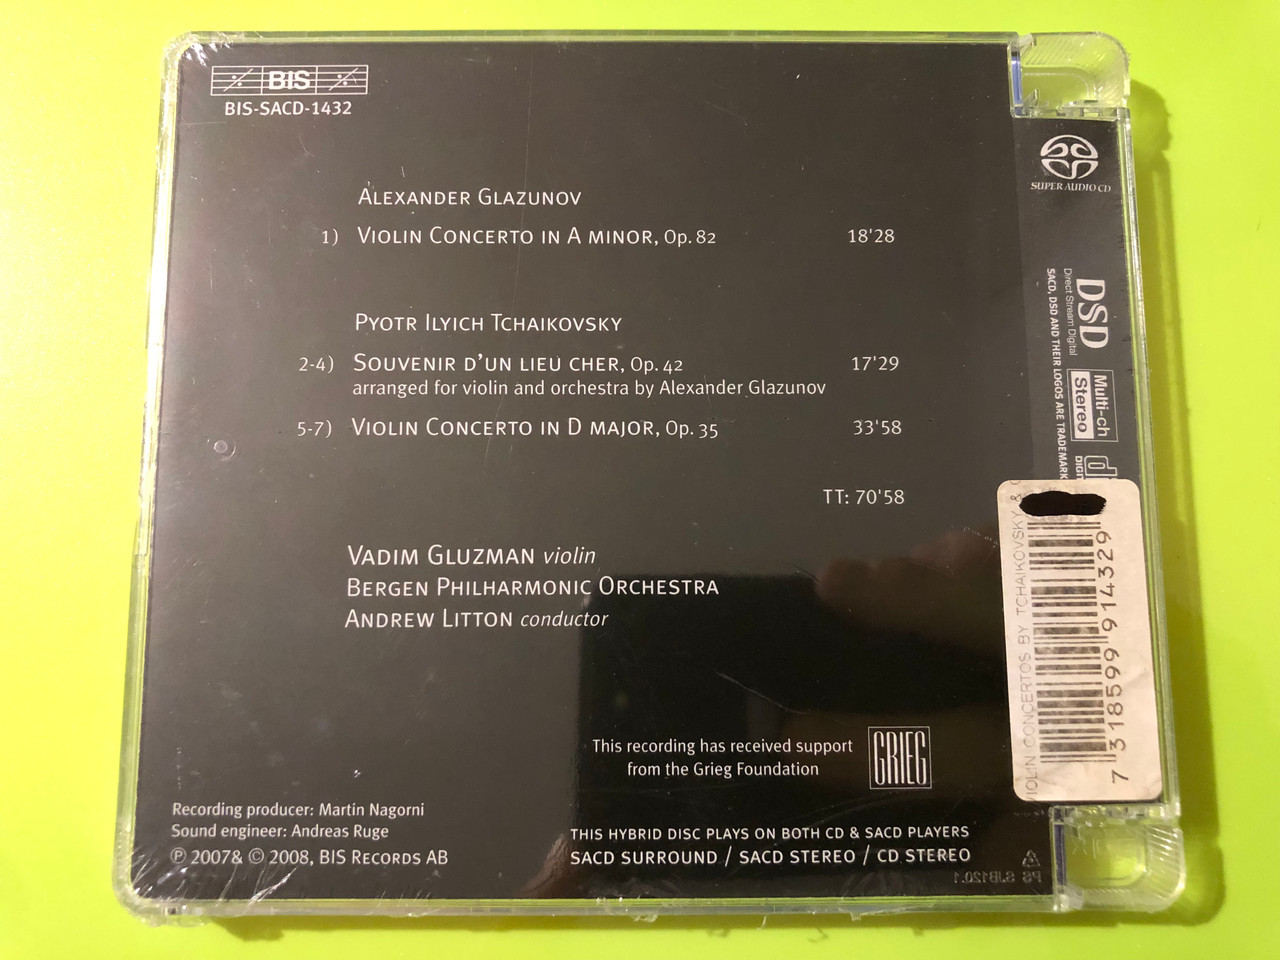 BIS
BIS-SACD-1432
ALEXANDER GLAZUNOV
1) VIOLIN CONCERTO IN A MINOR, Op. 82 18'28
PYOTR ILYICH TCHAIKOVSKY
2-4) SOUVENIR D'UN LIEU CHER, Op. 42 17'29
arranged for violin and orchestra by Alexander Glazunov
5-7) VIOLIN CONCERTO IN D MAJOR, Op. 35 33'58
TT: 70'58
VADIM GLUZMAN violin
BERGEN PHILHARMONIC ORCHESTRA
ANDREW LITTON conductor
This recording has received support
from the Grieg Foundation
GRIEG
Recording producer: Martin Nagorni
Sound engineer: Andreas Ruge
℗ 2007& © 2008, BIS RECORDS AB
THIS HYBRID DISC PLAYS ON BOTH CD & SACD PLAYERS
SACD SURROUND / SACD STEREO / CD STEREO
PS SJB120.1
SUPER AUDIO CD
DSD
Direct Stream Digital
SACD, DSD AND THEIR LOGOS ARE
Multi-ch
Stereo
VIOLIN CONCERTOS BY TCHAIKOVSKY &
7 318599 914329